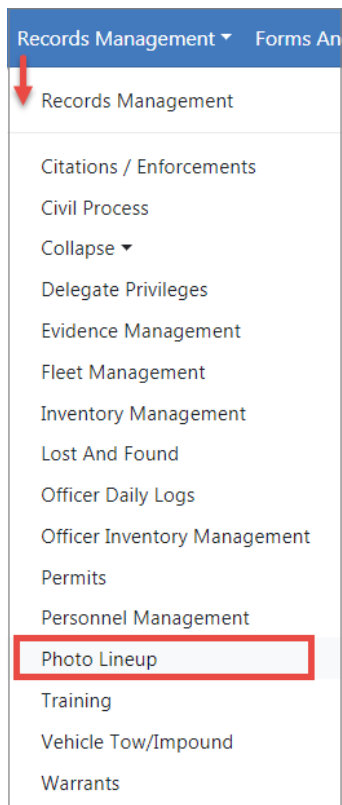 Records Management Forms An
Records Management
Citations / Enforcements
Civil Process
Collapse
Delegate Privileges
Evidence Management
Fleet Management
Inventory Management
Lost And Found
Officer Daily Logs
Officer Inventory Management
Permits
Personnel Management
Photo Lineup
Training
Vehicle Tow/Impound
Warrants